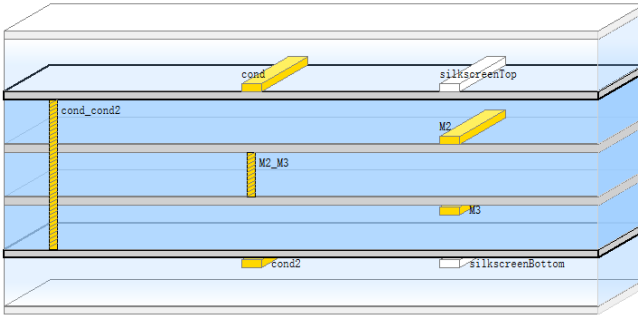 cond
silkscreenTop
cond_cond2
M2
M2_M3
M3
cond2
silkscreenBottom